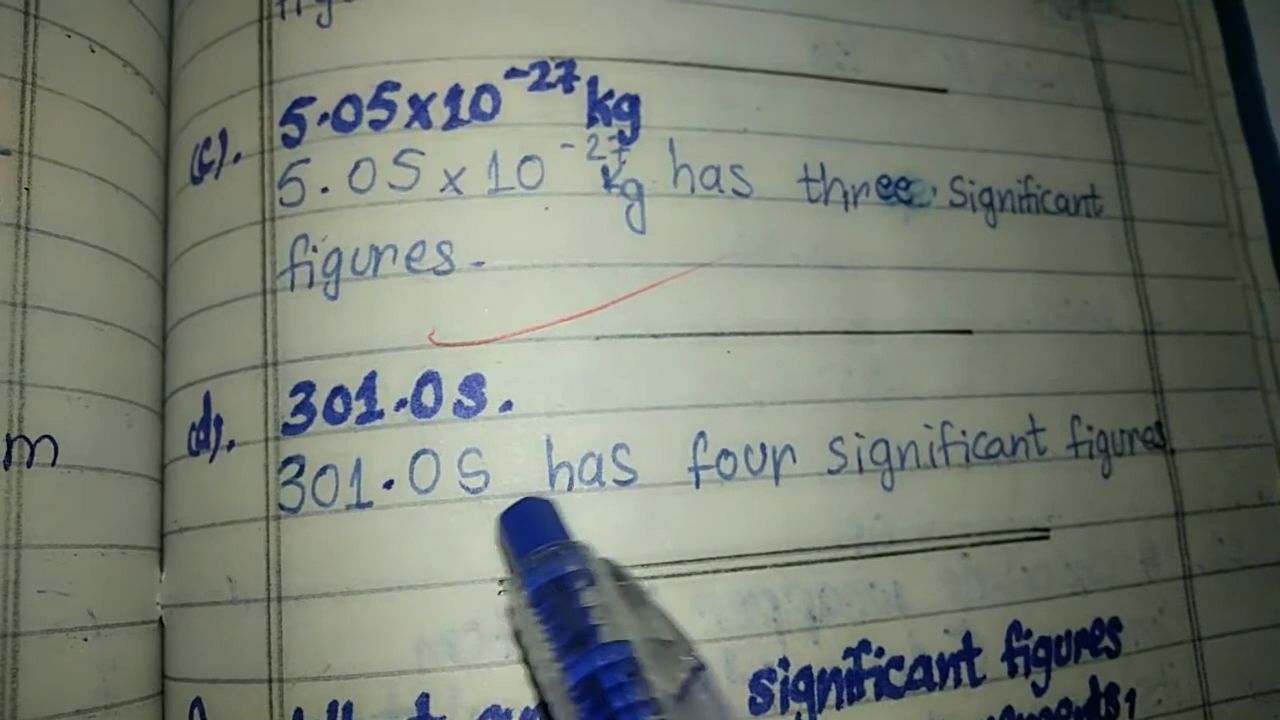 (c). 5.05x10-27 kg
5.05 x 10-27 kg has three significant
figures.
(d). 301.0s.
m
301.0s has four significant figures
significant figures